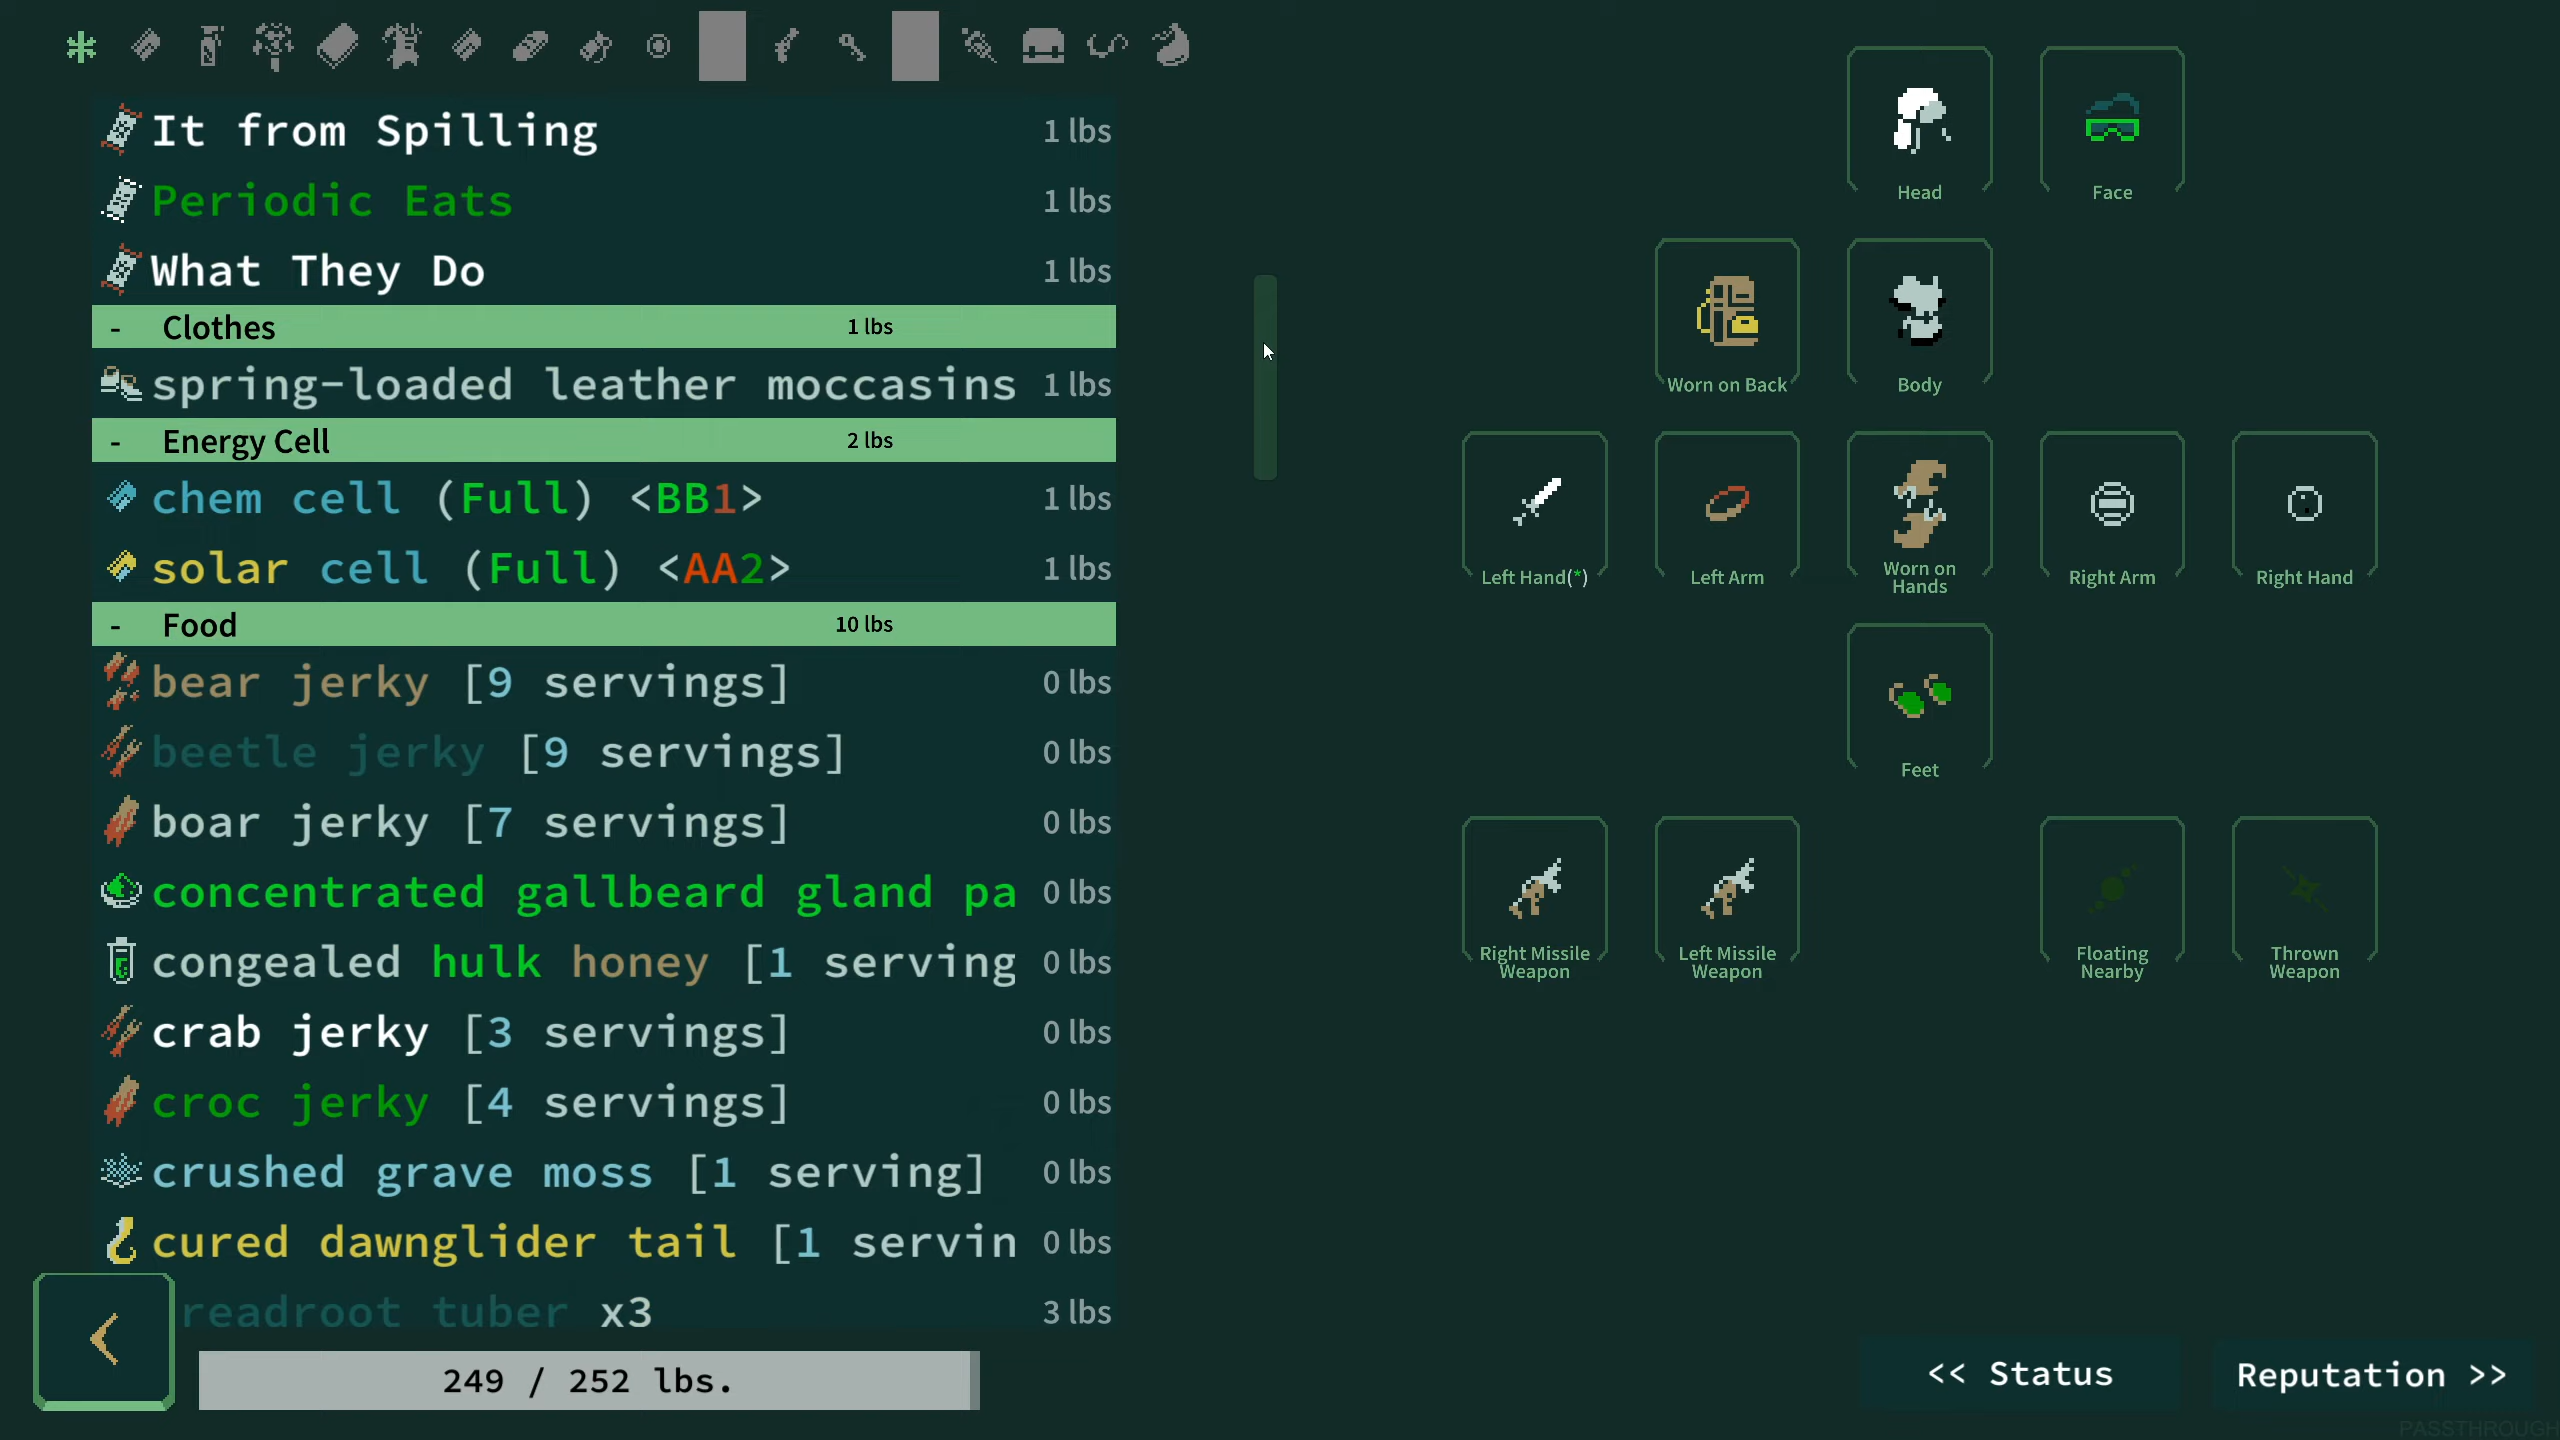 It from Spilling 1 lbs
Periodic Eats 1 lbs
What They Do 1 lbs
- Clothes 1 lbs
spring-loaded leather moccasins 1 lbs
- Energy Cell 2 lbs
chem cell (Full) <BB1> 1 lbs
solar cell (Full) <AA2> 1 lbs
- Food 10 lbs
bear jerky [9 servings] 0 lbs
beetle jerky [9 servings] 0 lbs
boar jerky [7 servings] 0 lbs
concentrated gallbeard gland pa 0 lbs
congealed hulk honey [1 serving 0 lbs
crab jerky [3 servings] 0 lbs
croc jerky [4 servings] 0 lbs
crushed grave moss [1 serving] 0 lbs
cured dawnglider tail [1 servin 0 lbs
readroot tuber x3 3 lbs
249 / 252 lbs.
Head
Face
Worn on Back
Body
Left Hand(*)
Left Arm
Worn on
Hands
Right Arm
Right Hand
Feet
Right Missile
Weapon
Left Missile
Weapon
Floating
Nearby
Thrown
Weapon
<< Status
Reputation >>
PASSTHROUGH